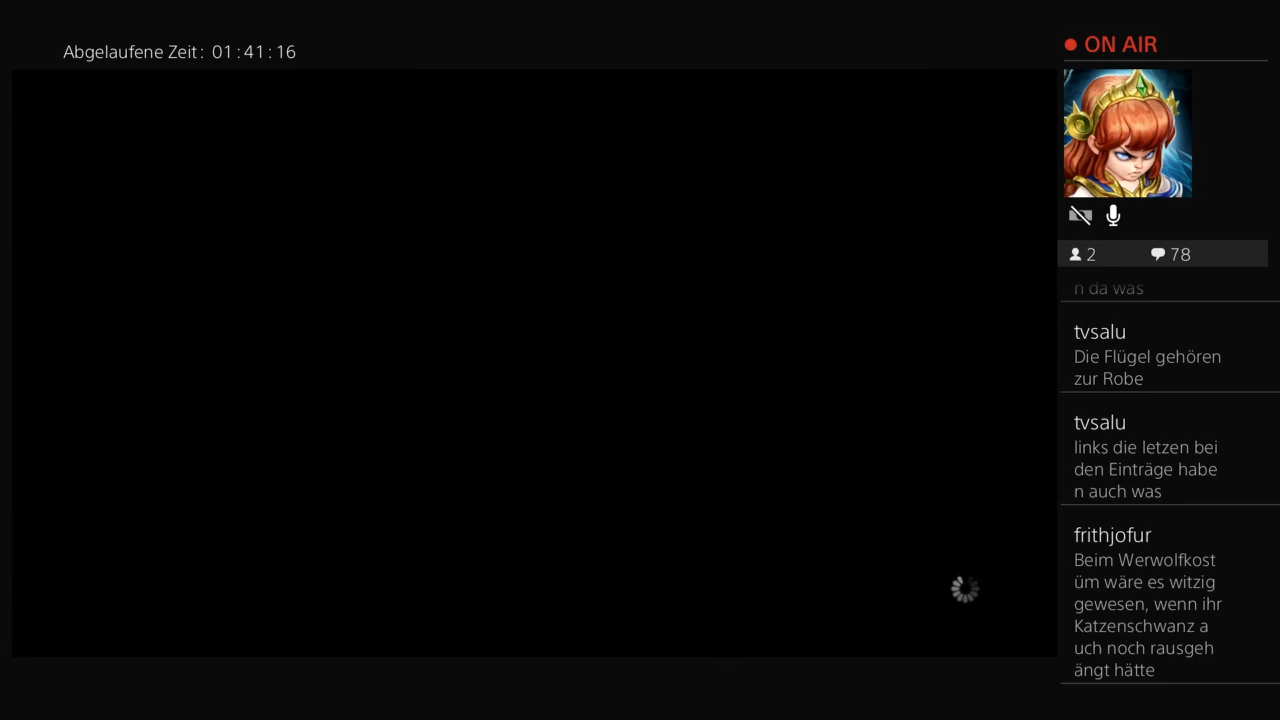 Abgelaufene Zeit: 01:41:16
ON AIR
2 78
n da was
tvsalu
Die Flügel gehören
zur Robe
tvsalu
links die letzen bei
den Einträge habe
n auch was
frithjofur
Beim Werwolfkost
üm wäre es witzig
gewesen, wenn ihr
Katzenschwanz a
uch noch rausgeh
ängt hätte